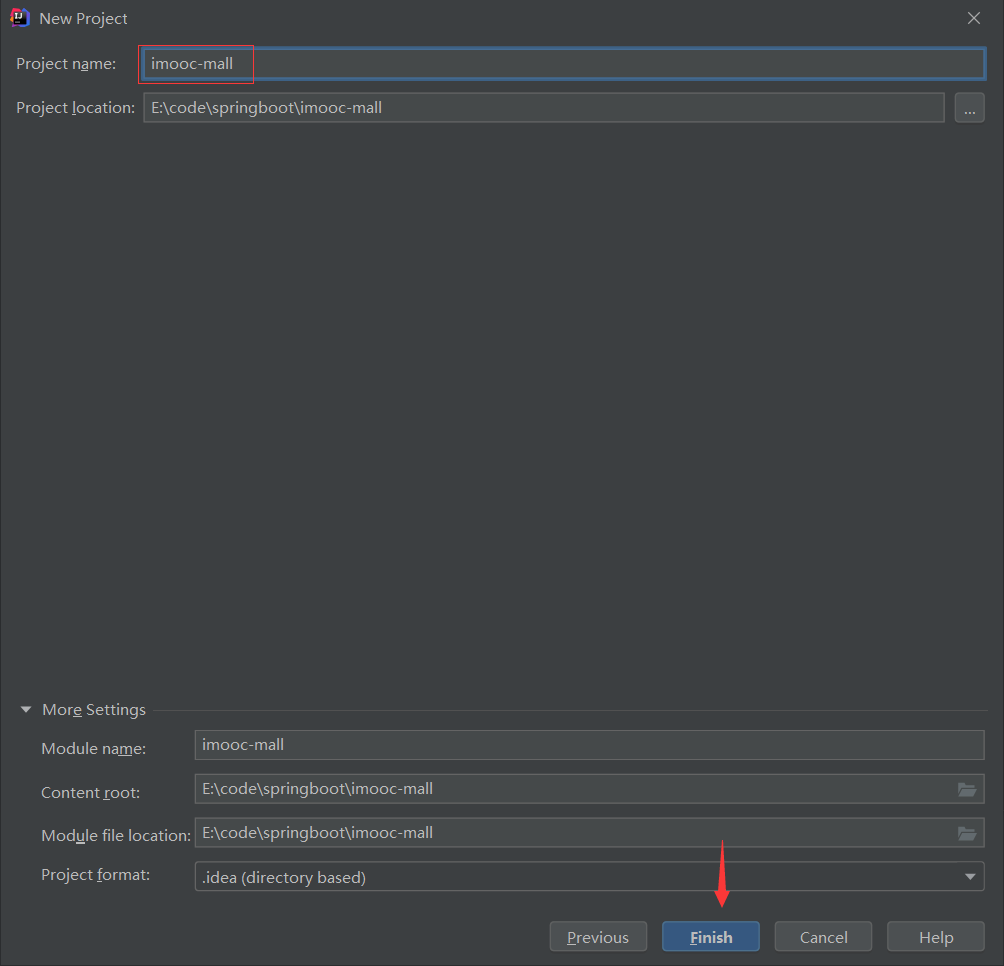 New Project
Project name: imooc-mall
Project location: E:\code\springboot\imooc-mall ...
More Settings
Module name: imooc-mall
Content root: E:\code\springboot\imooc-mall
Module file location: E:\code\springboot\imooc-mall
Project format: .idea (directory based)
Previous Finish Cancel Help